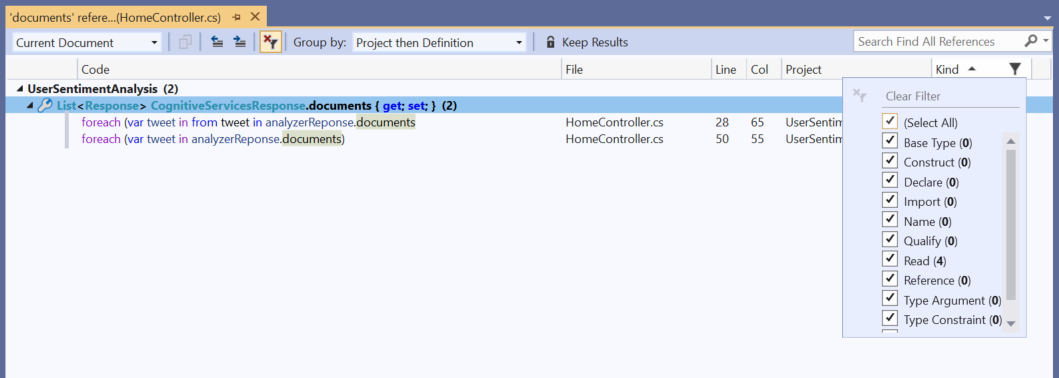 'documents' refere...(HomeController.cs)
Current Document Group by: Project then Definition Keep Results Search Find All References
Code File Line Col Project Kind
UserSentimentAnalysis (2)
List<Response> CognitiveServicesResponse.documents { get; set; } (2)
foreach (var tweet in from tweet in analyzerReponse.documents HomeController.cs 28 65 UserSentim
foreach (var tweet in analyzerReponse.documents) HomeController.cs 50 55 UserSentim
Clear Filter
(Select All)
Base Type (0)
Construct (0)
Declare (0)
Import (0)
Name (0)
Qualify (0)
Read (4)
Reference (0)
Type Argument (0)
Type Constraint (0)